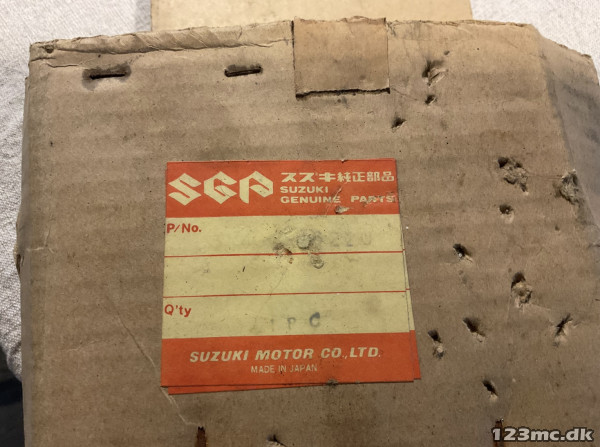 SGP スズキ純正部品
SUZUKI
GENUINE PARTS
P/No.
Q'ty 1PC
SUZUKI MOTOR CO.,LTD.
MADE IN JAPAN
123mc.dk